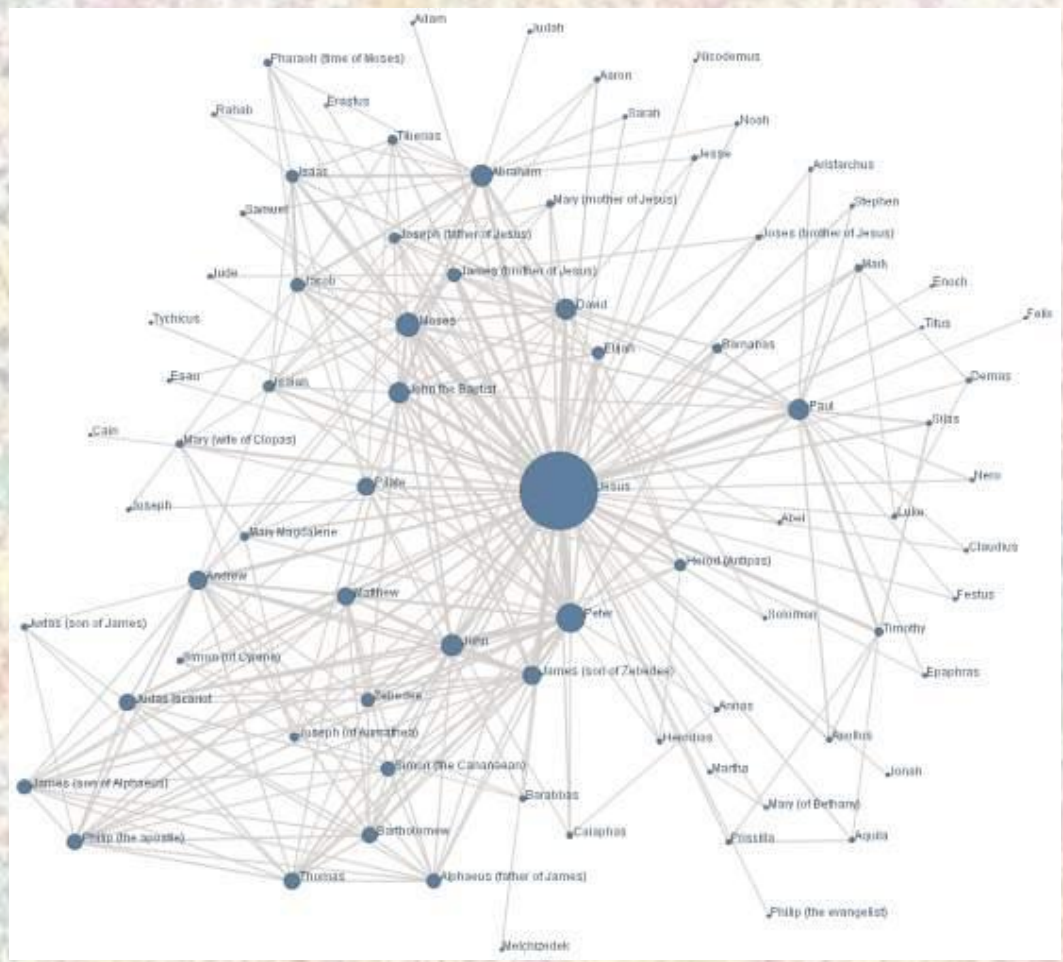 Adam
Judah
Pharaoh (time of Moses)
Nicodemus
Aaron
Erastus
Rahab
Sarah
Noah
Tiberias
Jesse
Aristarchus
Isaac
Abraham
Mary (mother of Jesus)
Stephen
Samuel
Joseph (father of Jesus)
Joses (brother of Jesus)
Mark
Jude
James (brother of Jesus)
Jacob
Enoch
David
Felix
Tychicus
Moses
Titus
Elijah
Barnabas
Esau
Isaiah
John the Baptist
Demas
Paul
Silas
Cain
Mary (wife of Clopas)
Pilate
Jesus
Nero
Joseph
Abel
Luke
Mary Magdalene
Claudius
Herod (Antipas)
Andrew
Matthew
Festus
Peter
Solomon
Judas (son of James)
Timothy
John
Simon (of Cyrene)
James (son of Zebedee)
Epaphras
Judas Iscariot
Zebedee
Annas
Joseph (of Arimathea)
Herodias
Apollos
Simon (the Cananaean)
Martha
Jonah
James (son of Alphaeus)
Barabbas
Mary (of Bethany)
Philip (the apostle)
Bartholomew
Caiaphas
Priscilla
Aquila
Thomas
Alphaeus (father of James)
Philip (the evangelist)
Melchizedek